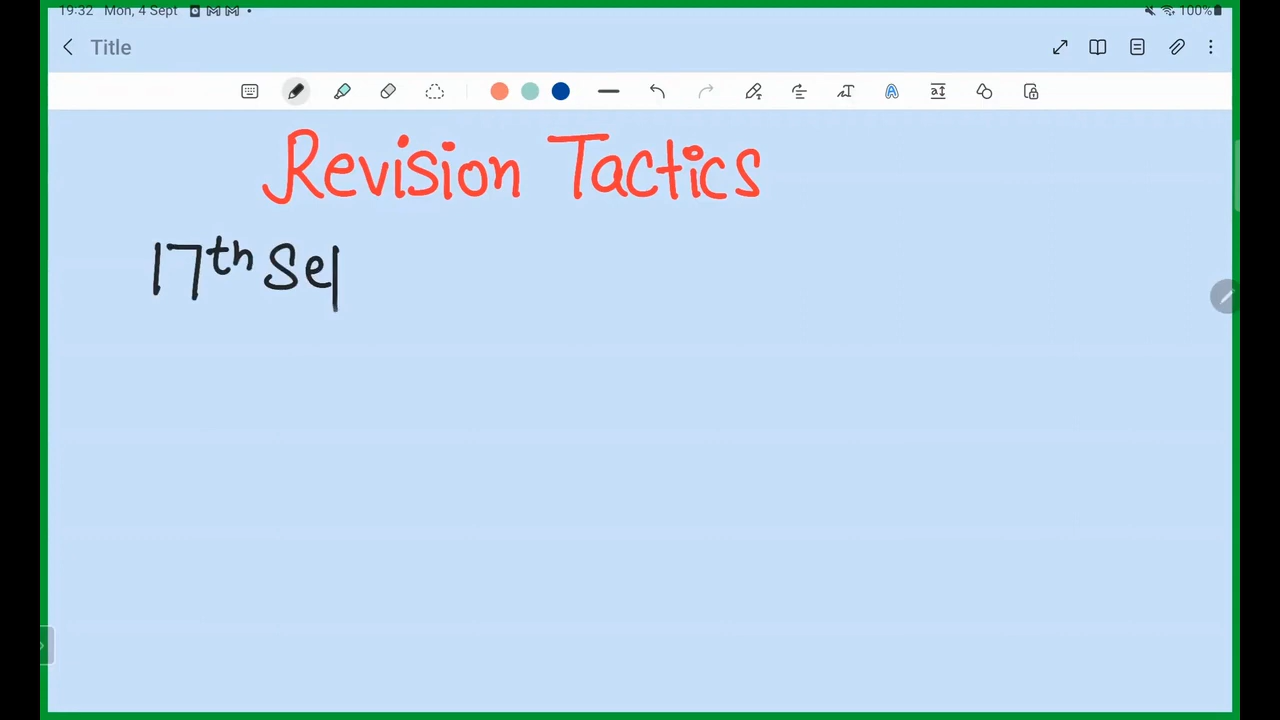 19:32 Mon, 4 Sept
100%
Title
Revision Tactics
17th Se